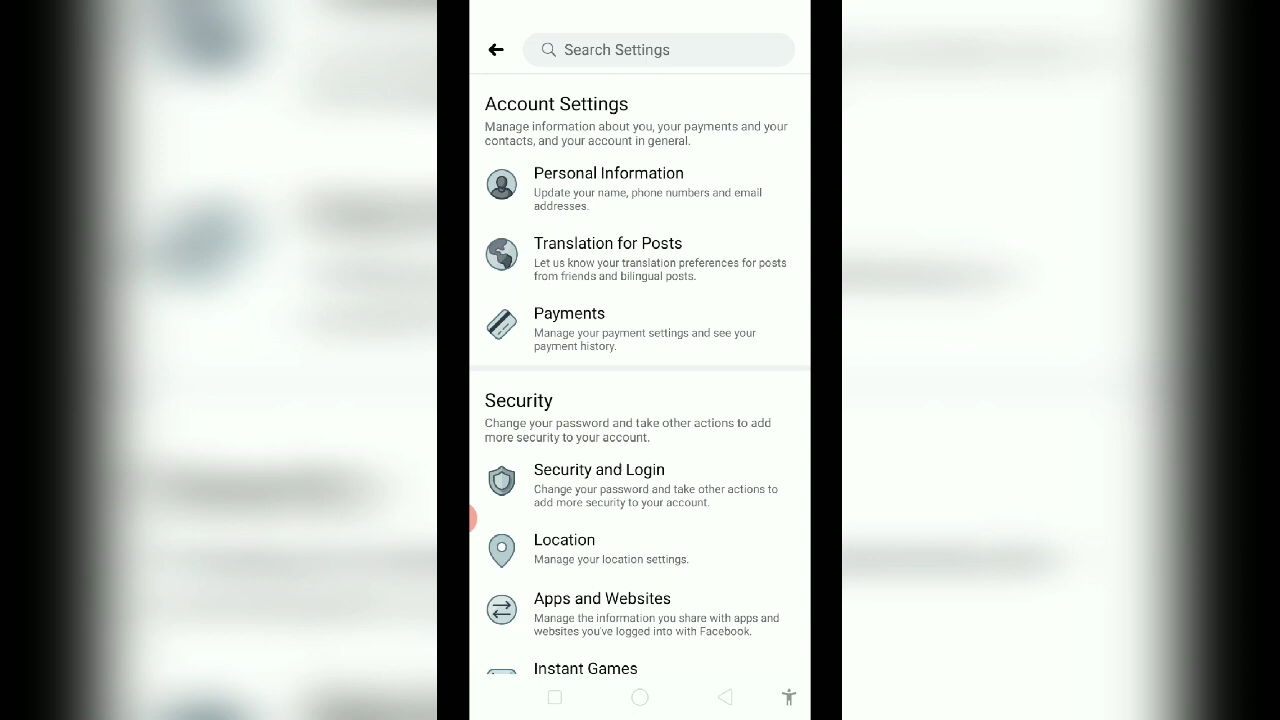 Search Settings
Account Settings
Manage information about you, your payments and your
contacts, and your account in general.
Personal Information
Update your name, phone numbers and email
addresses.
Translation for Posts
Let us know your translation preferences for posts
from friends and bilingual posts.
Payments
Manage your payment settings and see your
payment history.
Security
Change your password and take other actions to add
more security to your account.
Security and Login
Change your password and take other actions to
add more security to your account.
Location
Manage your location settings.
Apps and Websites
Manage the information you share with apps and
websites you've logged into with Facebook.
Instant Games